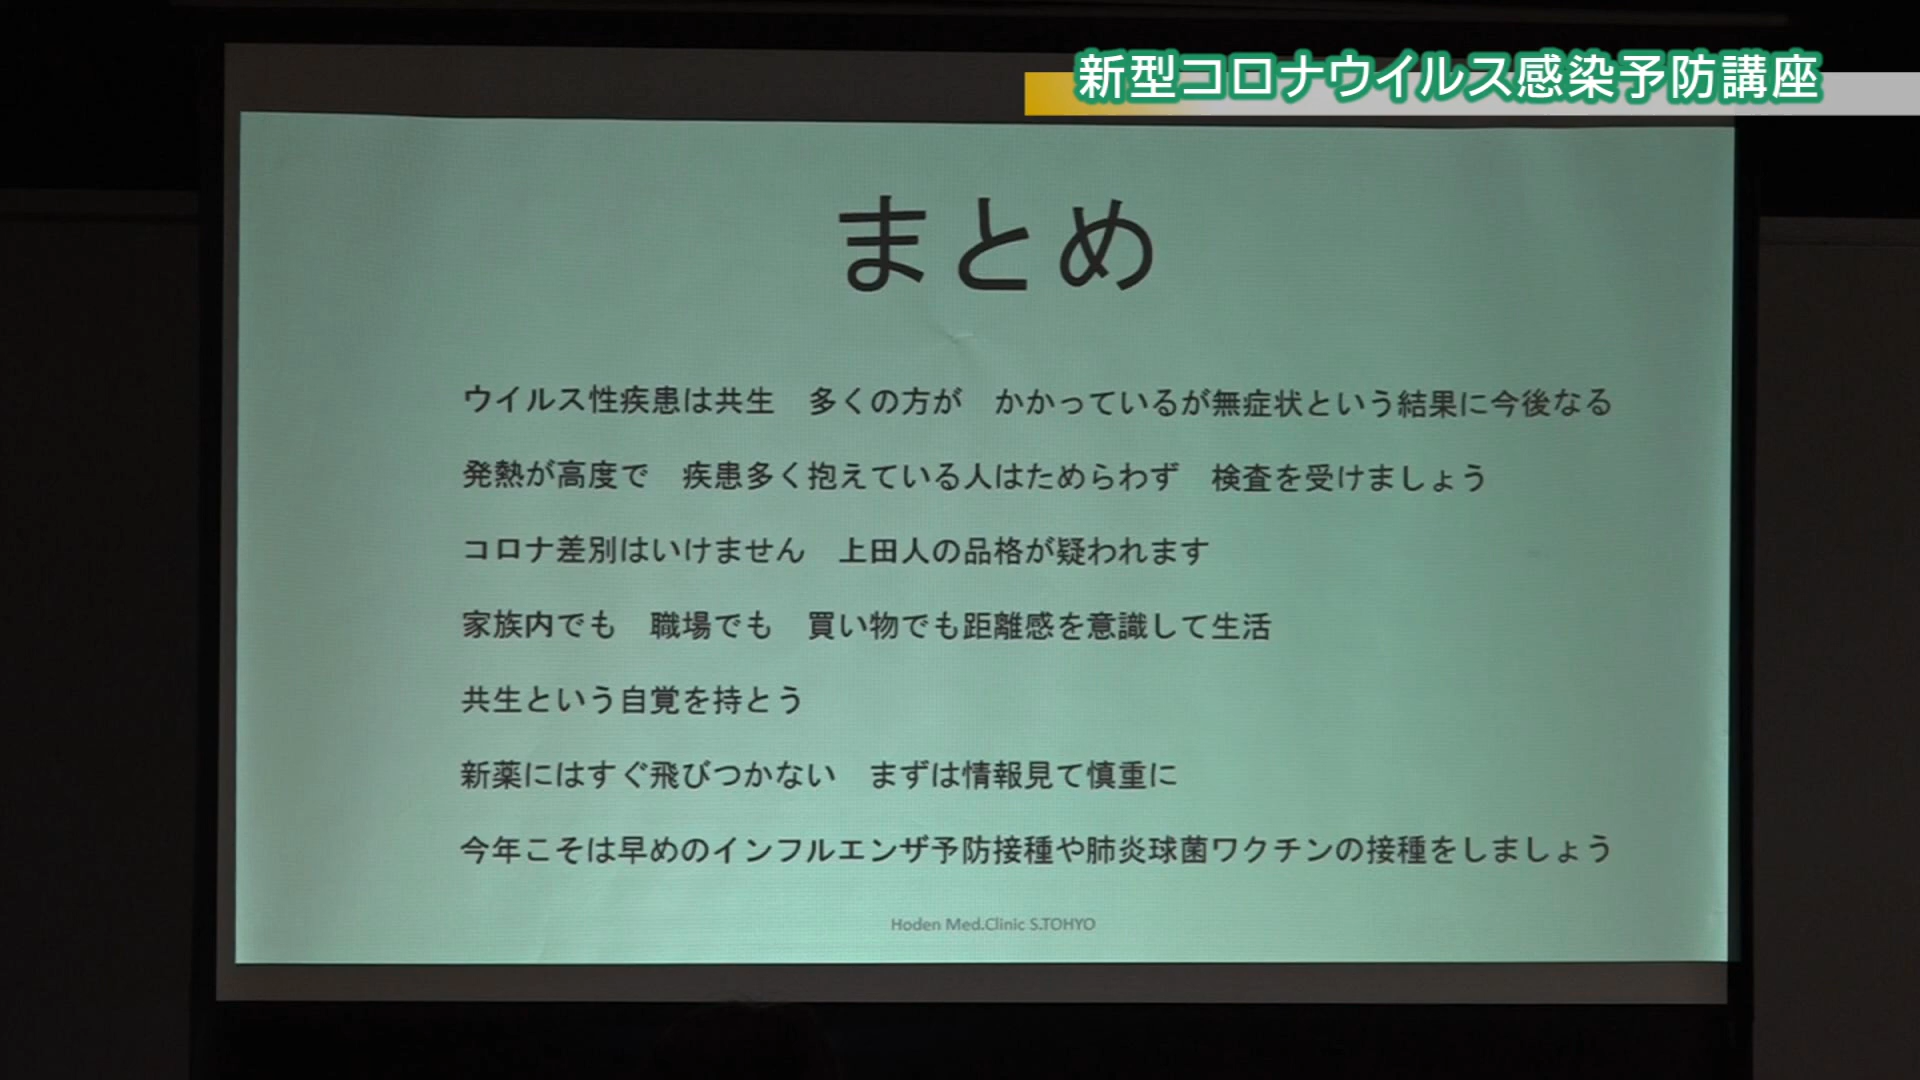 新型コロナウイルス感染予防講座
まとめ
ウイルス性疾患は共生　多くの方が　かかっているが無症状という結果に今後なる
発熱が高度で　疾患多く抱えている人はためらわず　検査を受けましょう
コロナ差別はいけません　上田人の品格が疑われます
家族内でも　職場でも　買い物でも距離感を意識して生活
共生という自覚を持とう
新薬にはすぐ飛びつかない　まずは情報見て慎重に
今年こそは早めのインフルエンザ予防接種や肺炎球菌ワクチンの接種をしましょう
Hoden Med.Clinic S.TOHYO